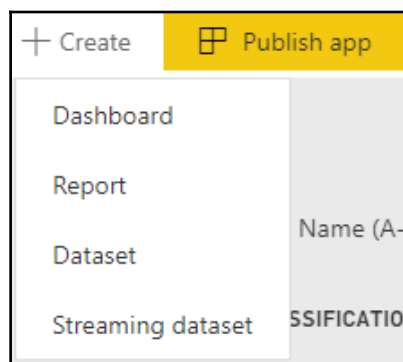 Create
Publish app
Dashboard
Report
Name (A-
Dataset
Streaming dataset
SSIFICATIO